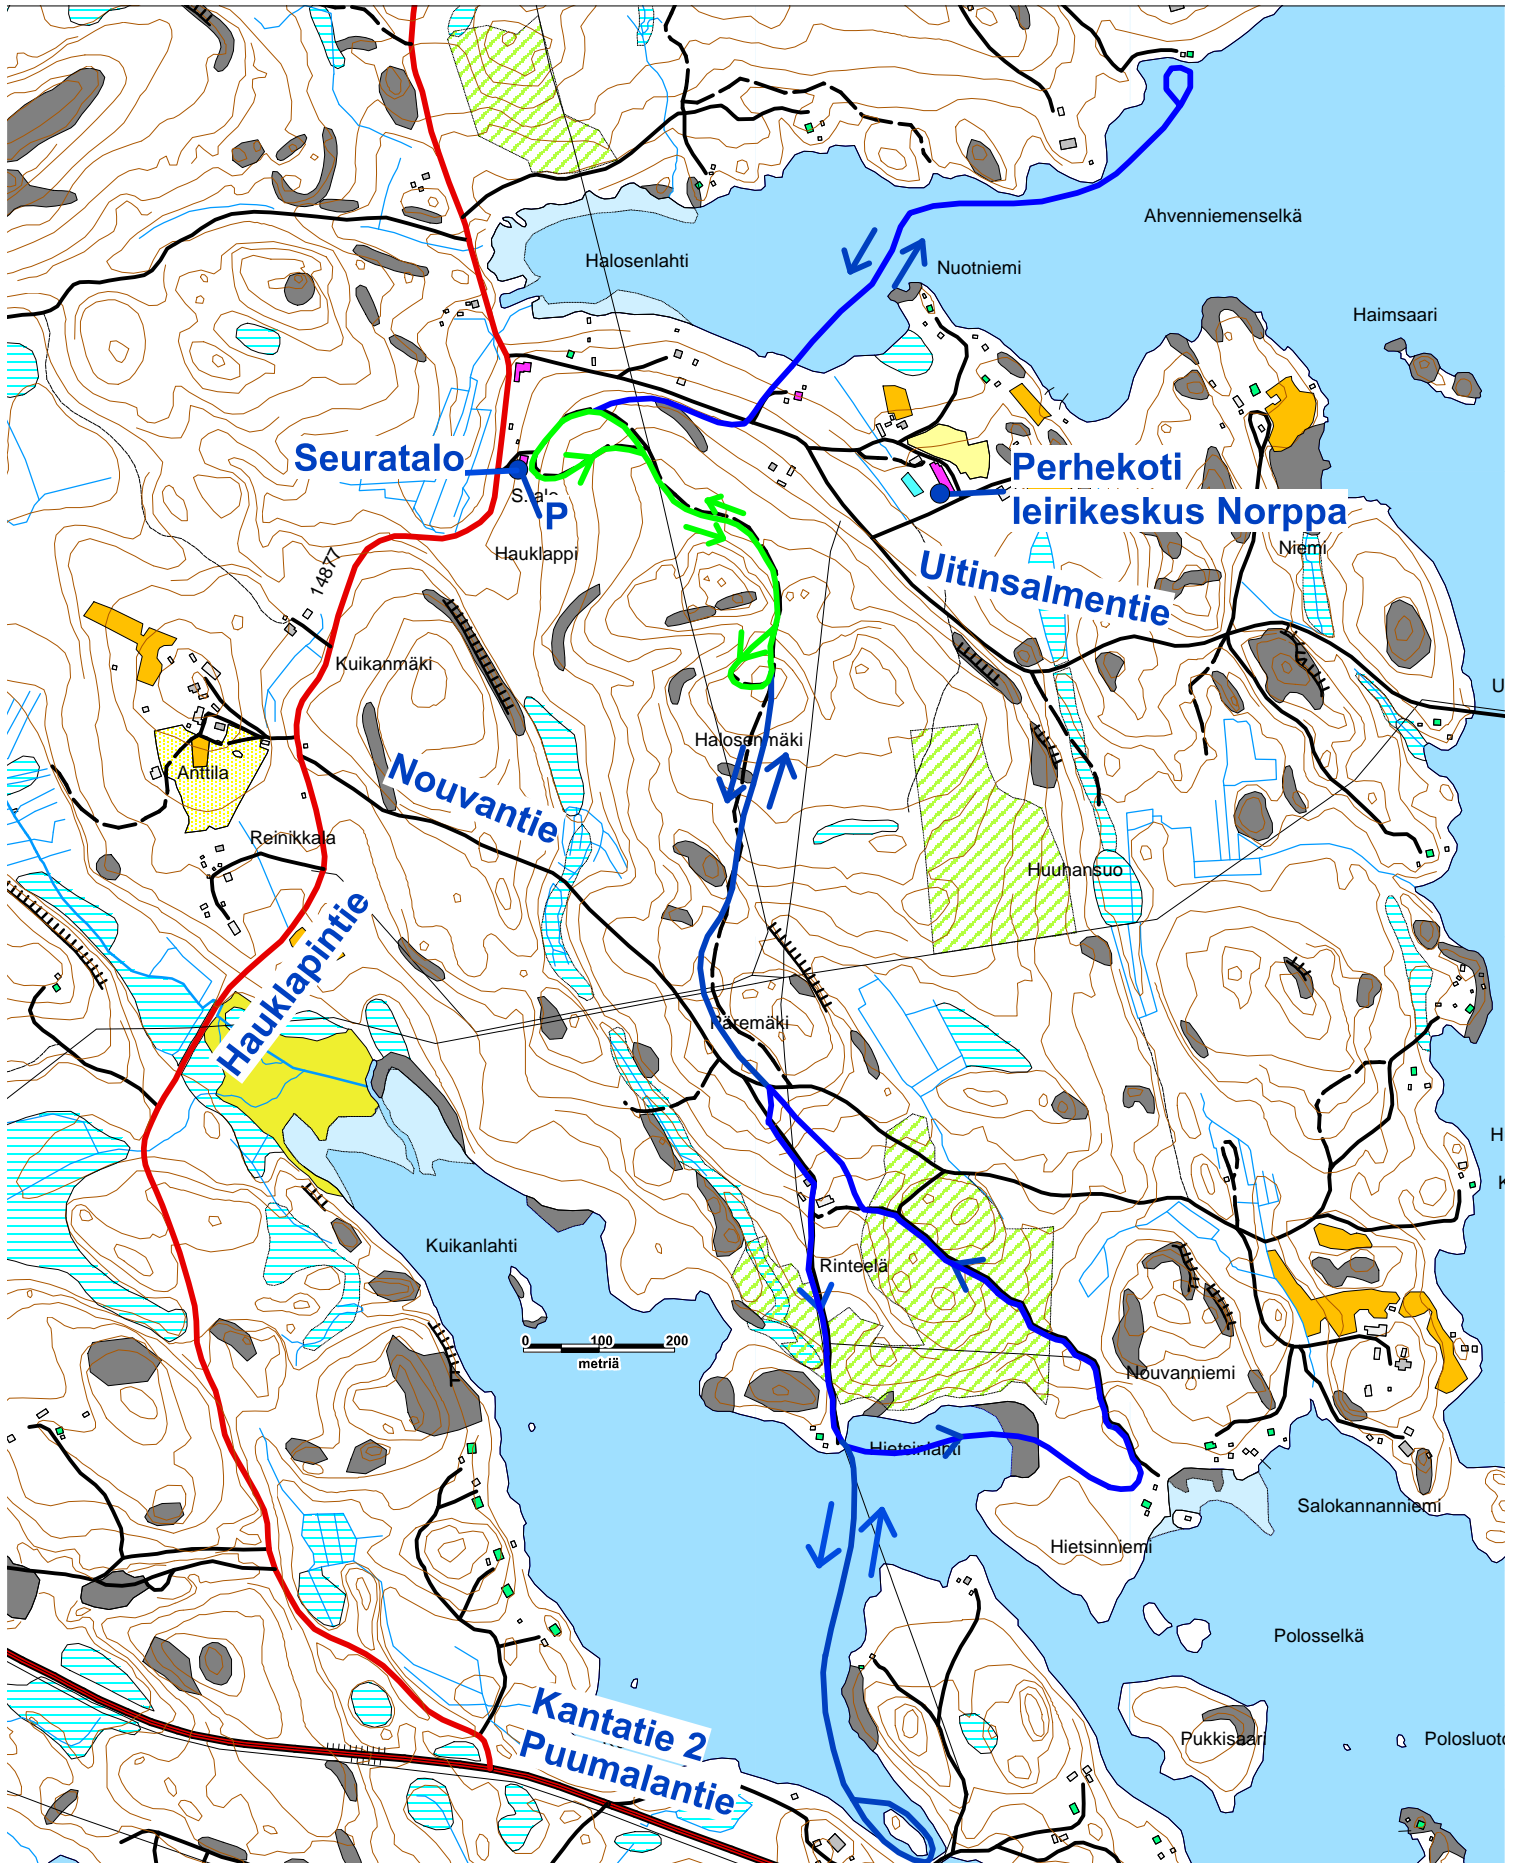 Ahvenniemenselkä
Halosenlahti
Nuotniemi
Haimsaari
Seuratalo
Perhekoti
leirikeskus Norppa
P
Hauklappi
Niemi
14877
Uitinsalmentie
Kuikanmäki
U
Halosenmäki
Anttila
Nouvantie
Reinikkala
Huuhansuo
Hauklapintie
Päremäki
H
K
Kuikanlahti
Rinteelä
0 100 200
metriä
Nouvanniemi
Hietsinlahti
Salokannanniemi
Hietsinniemi
Polosselkä
Kantatie 2
Puumalantie
Pukkisaari
Polosluoto